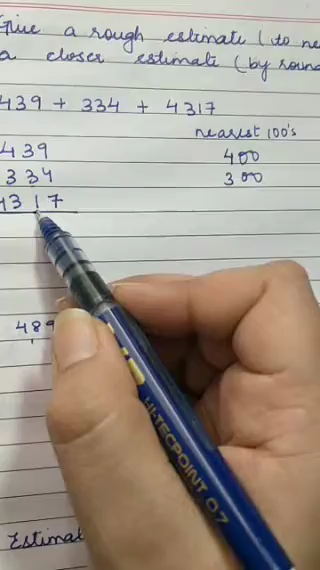 Give a rough estimate (to ne
a closer estimate (by roun
439 + 334 + 4317
nearest 100's
439 400
334 300
4317
489
Estimat
HI-TECPOINT 07